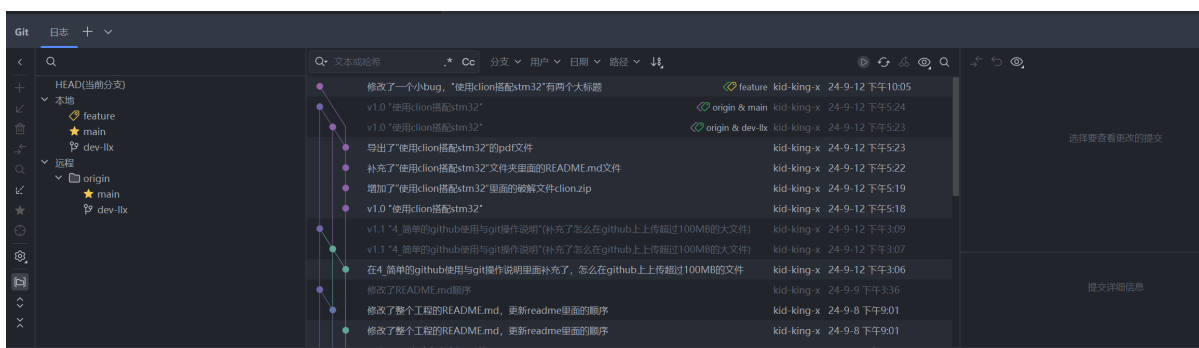 Git 日志
文本或哈希 .* Cc 分支 用户 日期 路径
HEAD(当前分支)
本地
feature
main
dev-llx
远程
origin
main
dev-llx
修改了一个小bug，"使用clion搭配stm32"有两个大标题 feature kid-king-x 24-9-12 下午10:05
v1.0 "使用clion搭配stm32" origin & main kid-king-x 24-9-12 下午5:24
v1.0 "使用clion搭配stm32" origin & dev-llx kid-king-x 24-9-12 下午5:23
导出了"使用clion搭配stm32"的pdf文件 kid-king-x 24-9-12 下午5:23
补充了"使用clion搭配stm32"文件夹里面的README.md文件 kid-king-x 24-9-12 下午5:22
增加了"使用clion搭配stm32"里面的破解文件clion.zip kid-king-x 24-9-12 下午5:19
v1.0 "使用clion搭配stm32" kid-king-x 24-9-12 下午5:18
v1.1 "4_简单的github使用与git操作说明"(补充了怎么在github上上传超过100MB的大文件) kid-king-x 24-9-12 下午3:09
v1.1 "4_简单的github使用与git操作说明"(补充了怎么在github上上传超过100MB的大文件) kid-king-x 24-9-12 下午3:07
在4_简单的github使用与git操作说明里面补充了，怎么在github上上传超过100MB的文件 kid-king-x 24-9-12 下午3:06
修改了README.md顺序 kid-king-x 24-9-9 下午3:36
修改了整个工程的README.md，更新readme里面的顺序 kid-king-x 24-9-8 下午9:01
修改了整个工程的README.md，更新readme里面的顺序 kid-king-x 24-9-8 下午9:01
选择要查看更改的提交
提交详细信息